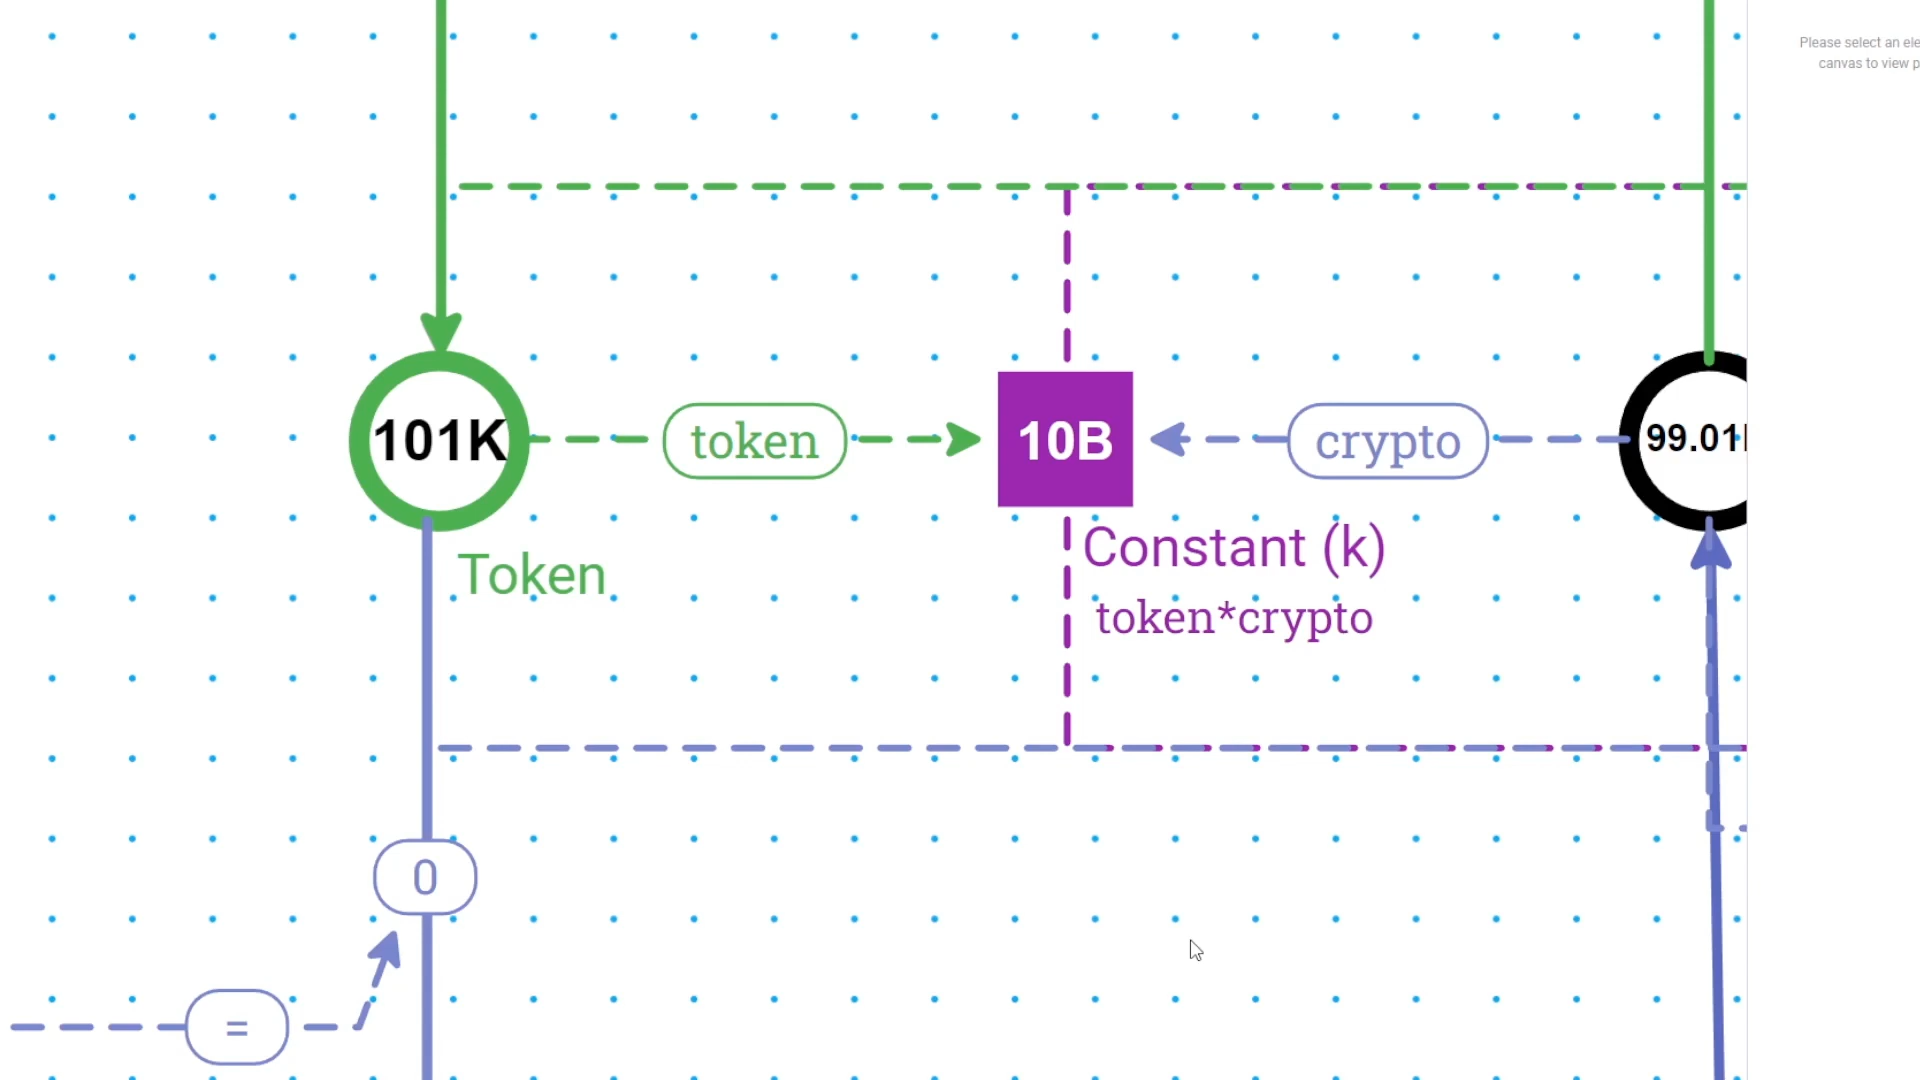 Please select an ele
canvas to view p
101K
token
10B
crypto
99.01
Token
Constant (k)
token*crypto
0
=